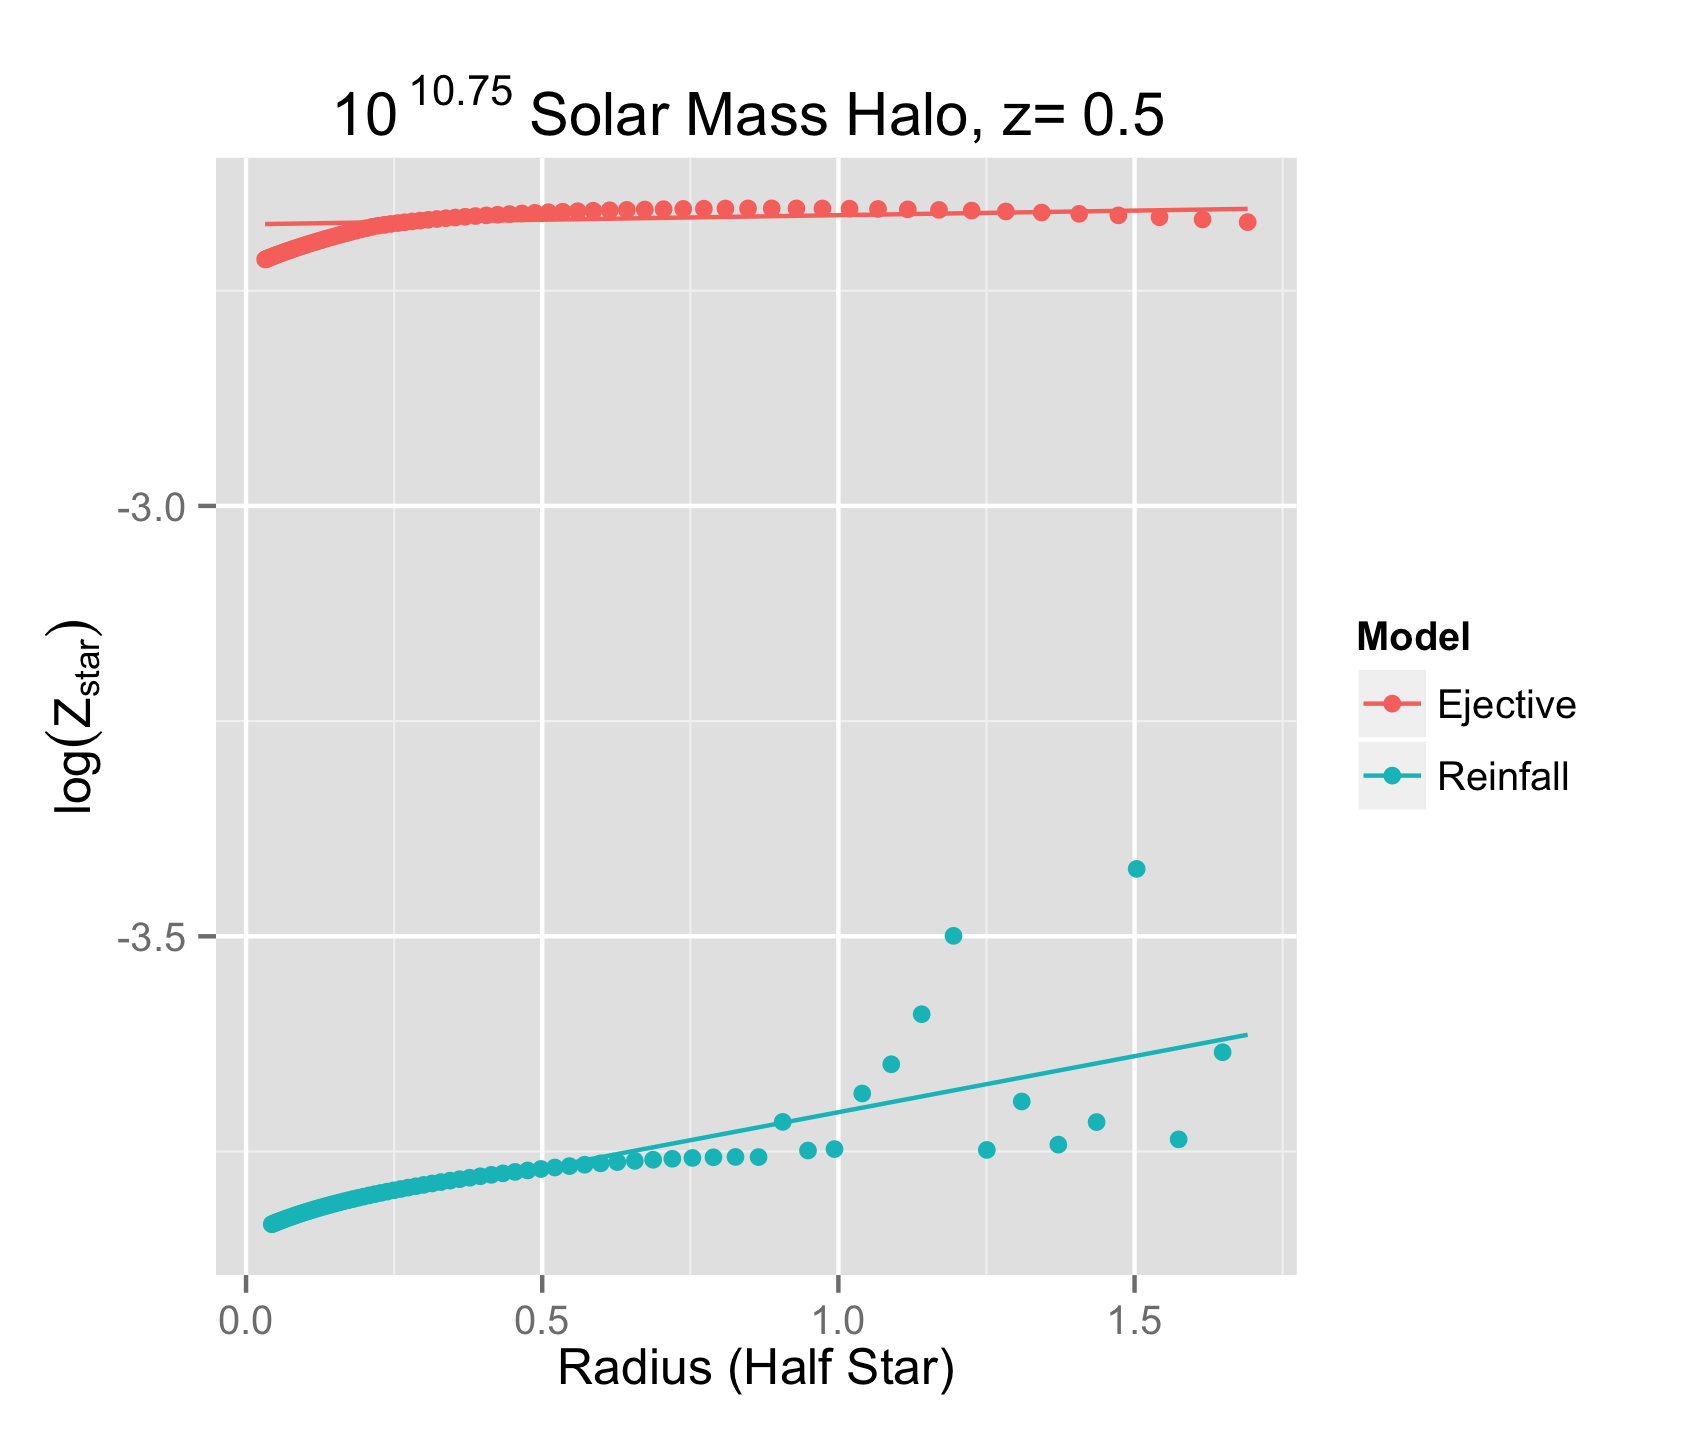 10 10.75 Solar Mass Halo, z= 0.5
-3.0
-3.5
log(Zstar)
0.0 0.5 1.0 1.5
Radius (Half Star)
Model
Ejective
Reinfall